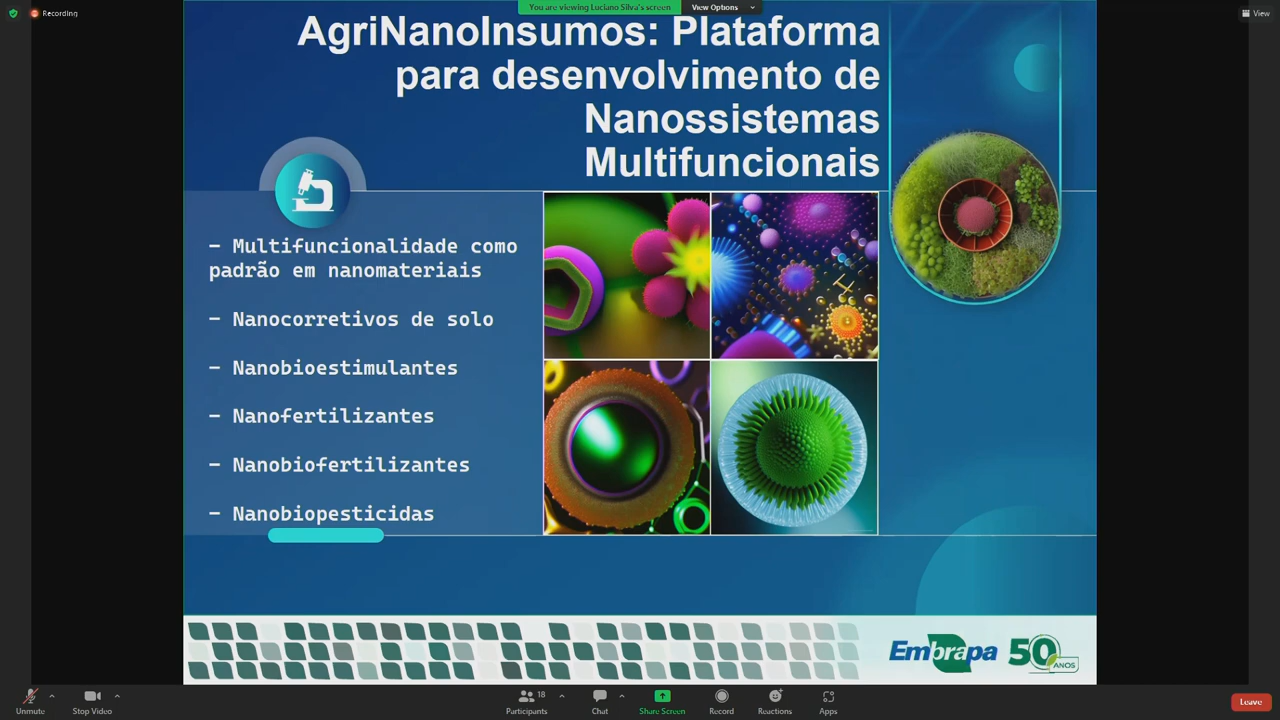 Recording
You are viewing Luciano Silva's screen
View Options
View
AgriNanoInsumos: Plataforma
para desenvolvimento de
Nanossistemas
Multifuncionais
- Multifuncionalidade como
padrão em nanomateriais
- Nanocorretivos de solo
- Nanobioestimulantes
- Nanofertilizantes
- Nanobiofertilizantes
- Nanobiopesticidas
Embrapa 50 ANOS
Unmute
Stop Video
Participants 18
Chat
Share Screen
Record
Reactions
Apps
Leave